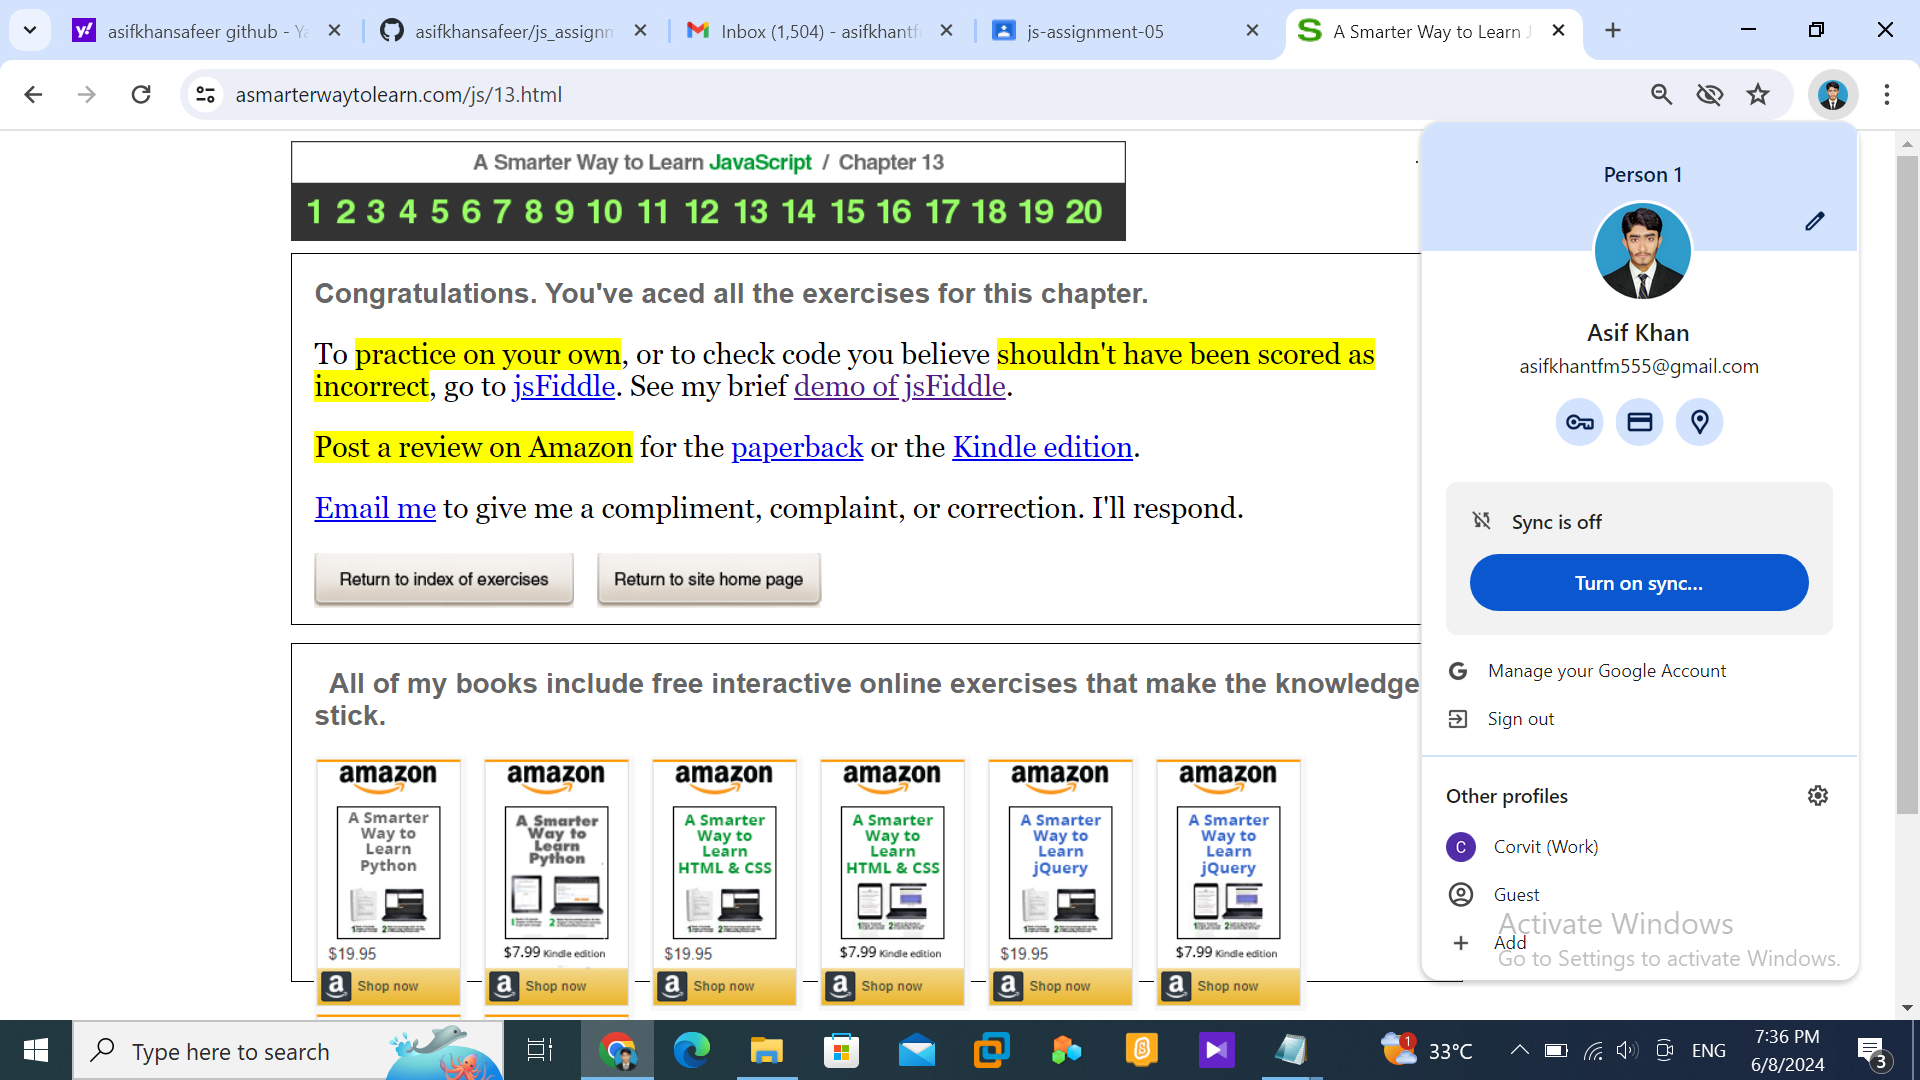 asifkhansafeer github - Ya
asifkhansafeer/js_assignm
Inbox (1,504) - asifkhantf
js-assignment-05
A Smarter Way to Learn J
asmarterwaytolearn.com/js/13.html
A Smarter Way to Learn JavaScript / Chapter 13
1 2 3 4 5 6 7 8 9 10 11 12 13 14 15 16 17 18 19 20
Congratulations. You've aced all the exercises for this chapter.
To practice on your own, or to check code you believe shouldn't have been scored as
incorrect, go to jsFiddle. See my brief demo of jsFiddle.
Post a review on Amazon for the paperback or the Kindle edition.
Email me to give me a compliment, complaint, or correction. I'll respond.
Return to index of exercises
Return to site home page
All of my books include free interactive online exercises that make the knowledge
stick.
amazon
A Smarter
Way to
Learn
Python
$19.95
Shop now
amazon
A Smarter
Way to
Learn
Python
$7.99 Kindle edition
Shop now
amazon
A Smarter
Way to
Learn
HTML & CSS
$19.95
Shop now
amazon
A Smarter
Way to
Learn
HTML & CSS
$7.99 Kindle edition
Shop now
amazon
A Smarter
Way to
Learn
jQuery
$19.95
Shop now
amazon
A Smarter
Way to
Learn
jQuery
$7.99 Kindle edition
Shop now
Person 1
Asif Khan
asifkhantfm555@gmail.com
Sync is off
Turn on sync...
Manage your Google Account
Sign out
Other profiles
C Corvit (Work)
Guest
Add
Activate Windows
Go to Settings to activate Windows.
Type here to search
1
33°C
ENG
7:36 PM
6/8/2024
3